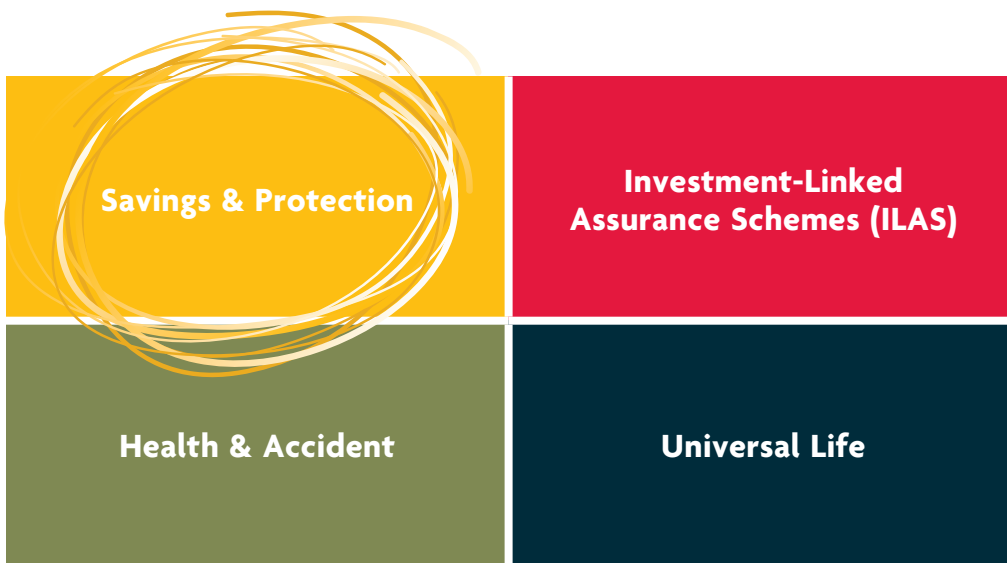 Savings & Protection
Investment-Linked
Assurance Schemes (ILAS)
Health & Accident
Universal Life